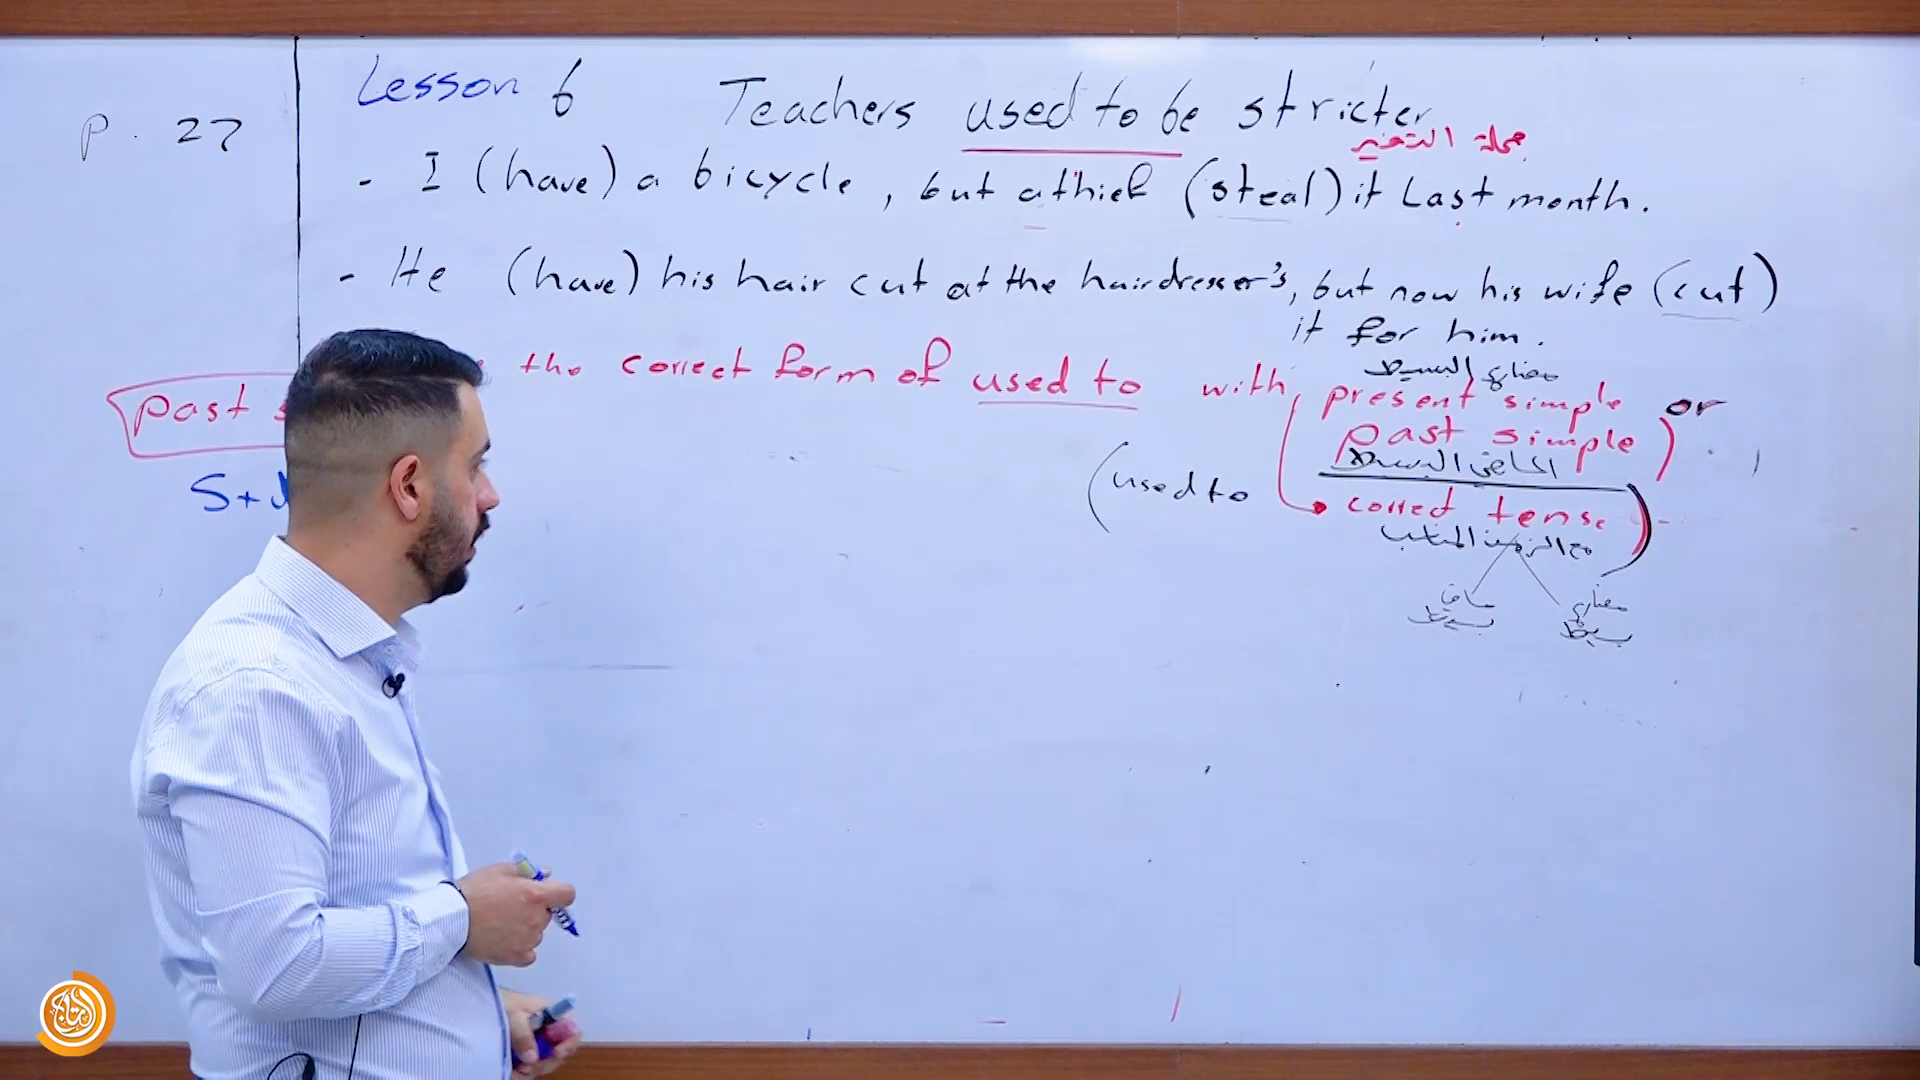 Lesson 6 Teachers used to be stricter
P. 27
جملة التغيير
- I (have) a bicycle, but a thief (steal) it Last month.
- He (have) his hair cut at the hairdresser's, but now his wife (cut)
it for him.
مضارع البسيط
the correct form of used to with present simple or
past simple)
past s
الماضي البسيط
(used to correct tense)
S+
مع الزمن المناسب
ماضي مضارع
بسيط بسيط